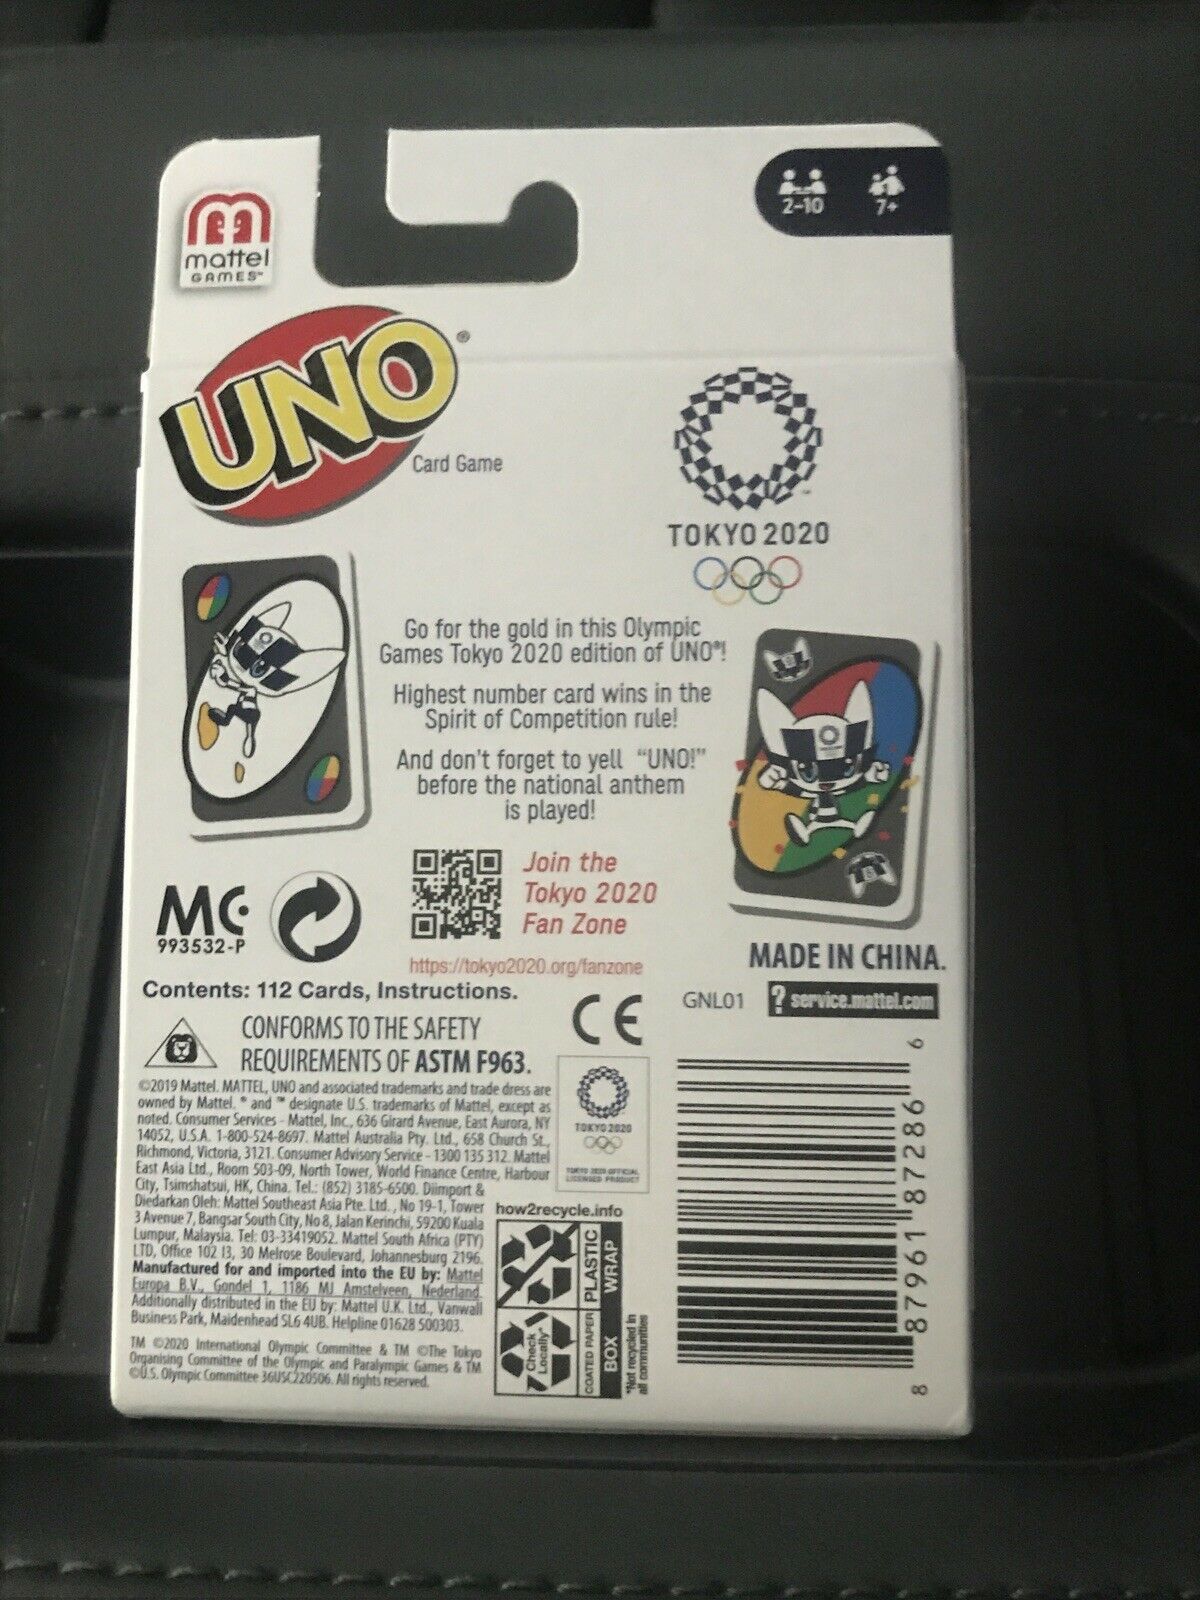 mattel
GAMES™
2-10
7+
UNO®
Card Game
TOKYO 2020
Go for the gold in this Olympic
Games Tokyo 2020 edition of UNO®!
Highest number card wins in the
Spirit of Competition rule!
And don't forget to yell "UNO!"
before the national anthem
is played!
993532-P
Join the
Tokyo 2020
Fan Zone
https://tokyo2020.org/fanzone
MADE IN CHINA.
Contents: 112 Cards, Instructions.
CE
GNL01
? service.mattel.com
CONFORMS TO THE SAFETY
REQUIREMENTS OF ASTM F963.
©2019 Mattel. MATTEL, UNO and associated trademarks and trade dress are
owned by Mattel. ® and ™ designate U.S. trademarks of Mattel, except as
noted. Consumer Services - Mattel, Inc., 636 Girard Avenue, East Aurora, NY
14052, U.S.A. 1-800-524-8697. Mattel Australia Pty. Ltd., 658 Church St.,
Richmond, Victoria, 3121. Consumer Advisory Service - 1300 135 312. Mattel
East Asia Ltd., Room 503-09, North Tower, World Finance Centre, Harbour
City, Tsimshatsui, HK, China. Tel.: (852) 3185-6500. Diimport &
Diedarkan Oleh: Mattel Southeast Asia Pte. Ltd., No 19-1, Tower
3 Avenue 7, Bangsar South City, No 8, Jalan Kerinchi, 59200 Kuala
Lumpur, Malaysia. Tel: 03-33419052. Mattel South Africa (PTY)
LTD, Office 102 I3, 30 Melrose Boulevard, Johannesburg 2196.
Manufactured for and imported into the EU by: Mattel
Europa B.V., Gondel 1, 1186 MJ Amstelveen, Nederland.
Additionally distributed in the EU by: Mattel U.K. Ltd., Vanwall
Business Park, Maidenhead SL6 4UB. Helpline 01628 500303.
TM ©2020 International Olympic Committee & TM ©The Tokyo
Organising Committee of the Olympic and Paralympic Games & TM
©U.S. Olympic Committee 36USC220506. All rights reserved.
TOKYO 2020
TOKYO 2020 OFFICIAL
LICENSED PRODUCT
how2recycle.info
PLASTIC
WRAP
Check
Locally*
COATED PAPER
BOX
*Not recycled in
all communities
8 87961 87286 6